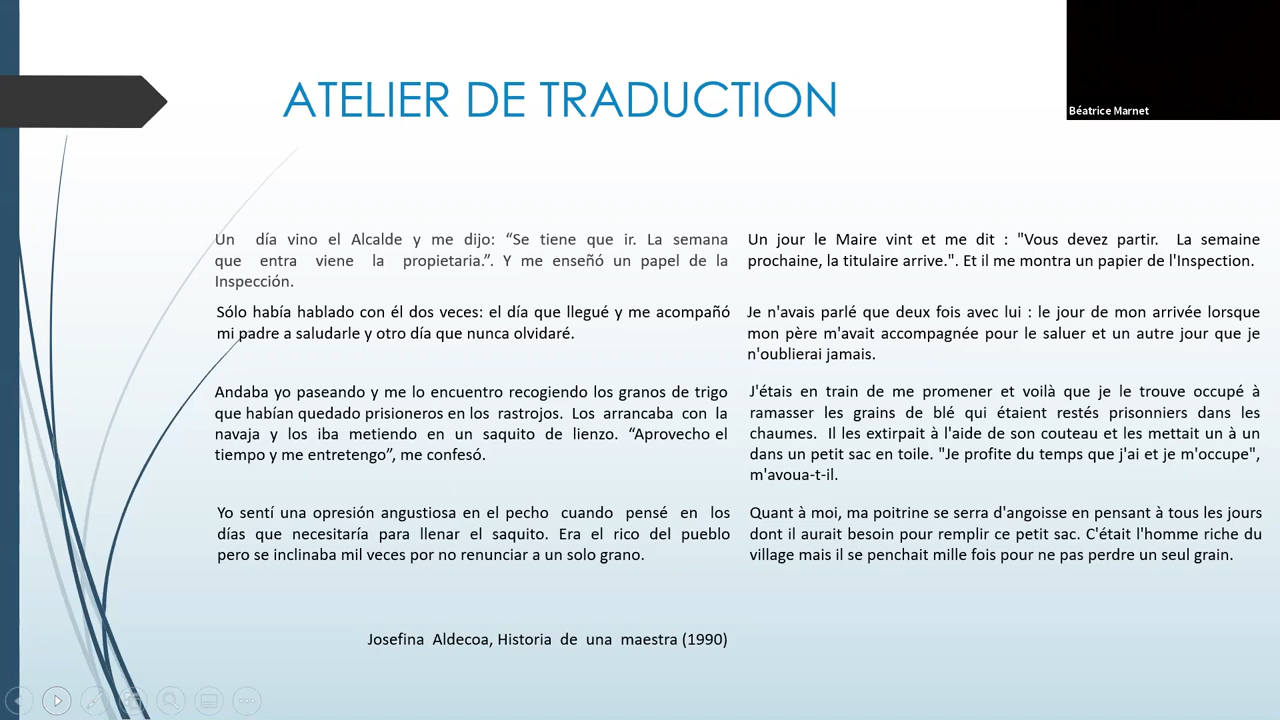 ATELIER DE TRADUCTION
Béatrice Marnet
Un día vino el Alcalde y me dijo: “Se tiene que ir. La semana
que entra viene la propietaria.”. Y me enseñó un papel de la
Inspección.
Sólo había hablado con él dos veces: el día que llegué y me acompañó
mi padre a saludarle y otro día que nunca olvidaré.
Andaba yo paseando y me lo encuentro recogiendo los granos de trigo
que habían quedado prisioneros en los rastrojos. Los arrancaba con la
navaja y los iba metiendo en un saquito de lienzo. “Aprovecho el
tiempo y me entretengo”, me confesó.
Yo sentí una opresión angustiosa en el pecho cuando pensé en los
días que necesitaría para llenar el saquito. Era el rico del pueblo
pero se inclinaba mil veces por no renunciar a un solo grano.
Josefina Aldecoa, Historia de una maestra (1990)
Un jour le Maire vint et me dit : "Vous devez partir. La semaine
prochaine, la titulaire arrive.". Et il me montra un papier de l'Inspection.
Je n'avais parlé que deux fois avec lui : le jour de mon arrivée lorsque
mon père m'avait accompagnée pour le saluer et un autre jour que je
n'oublierai jamais.
J'étais en train de me promener et voilà que je le trouve occupé à
ramasser les grains de blé qui étaient restés prisonniers dans les
chaumes. Il les extirpait à l'aide de son couteau et les mettait un à un
dans un petit sac en toile. "Je profite du temps que j'ai et je m'occupe",
m'avoua-t-il.
Quant à moi, ma poitrine se serra d'angoisse en pensant à tous les jours
dont il aurait besoin pour remplir ce petit sac. C'était l'homme riche du
village mais il se penchait mille fois pour ne pas perdre un seul grain.